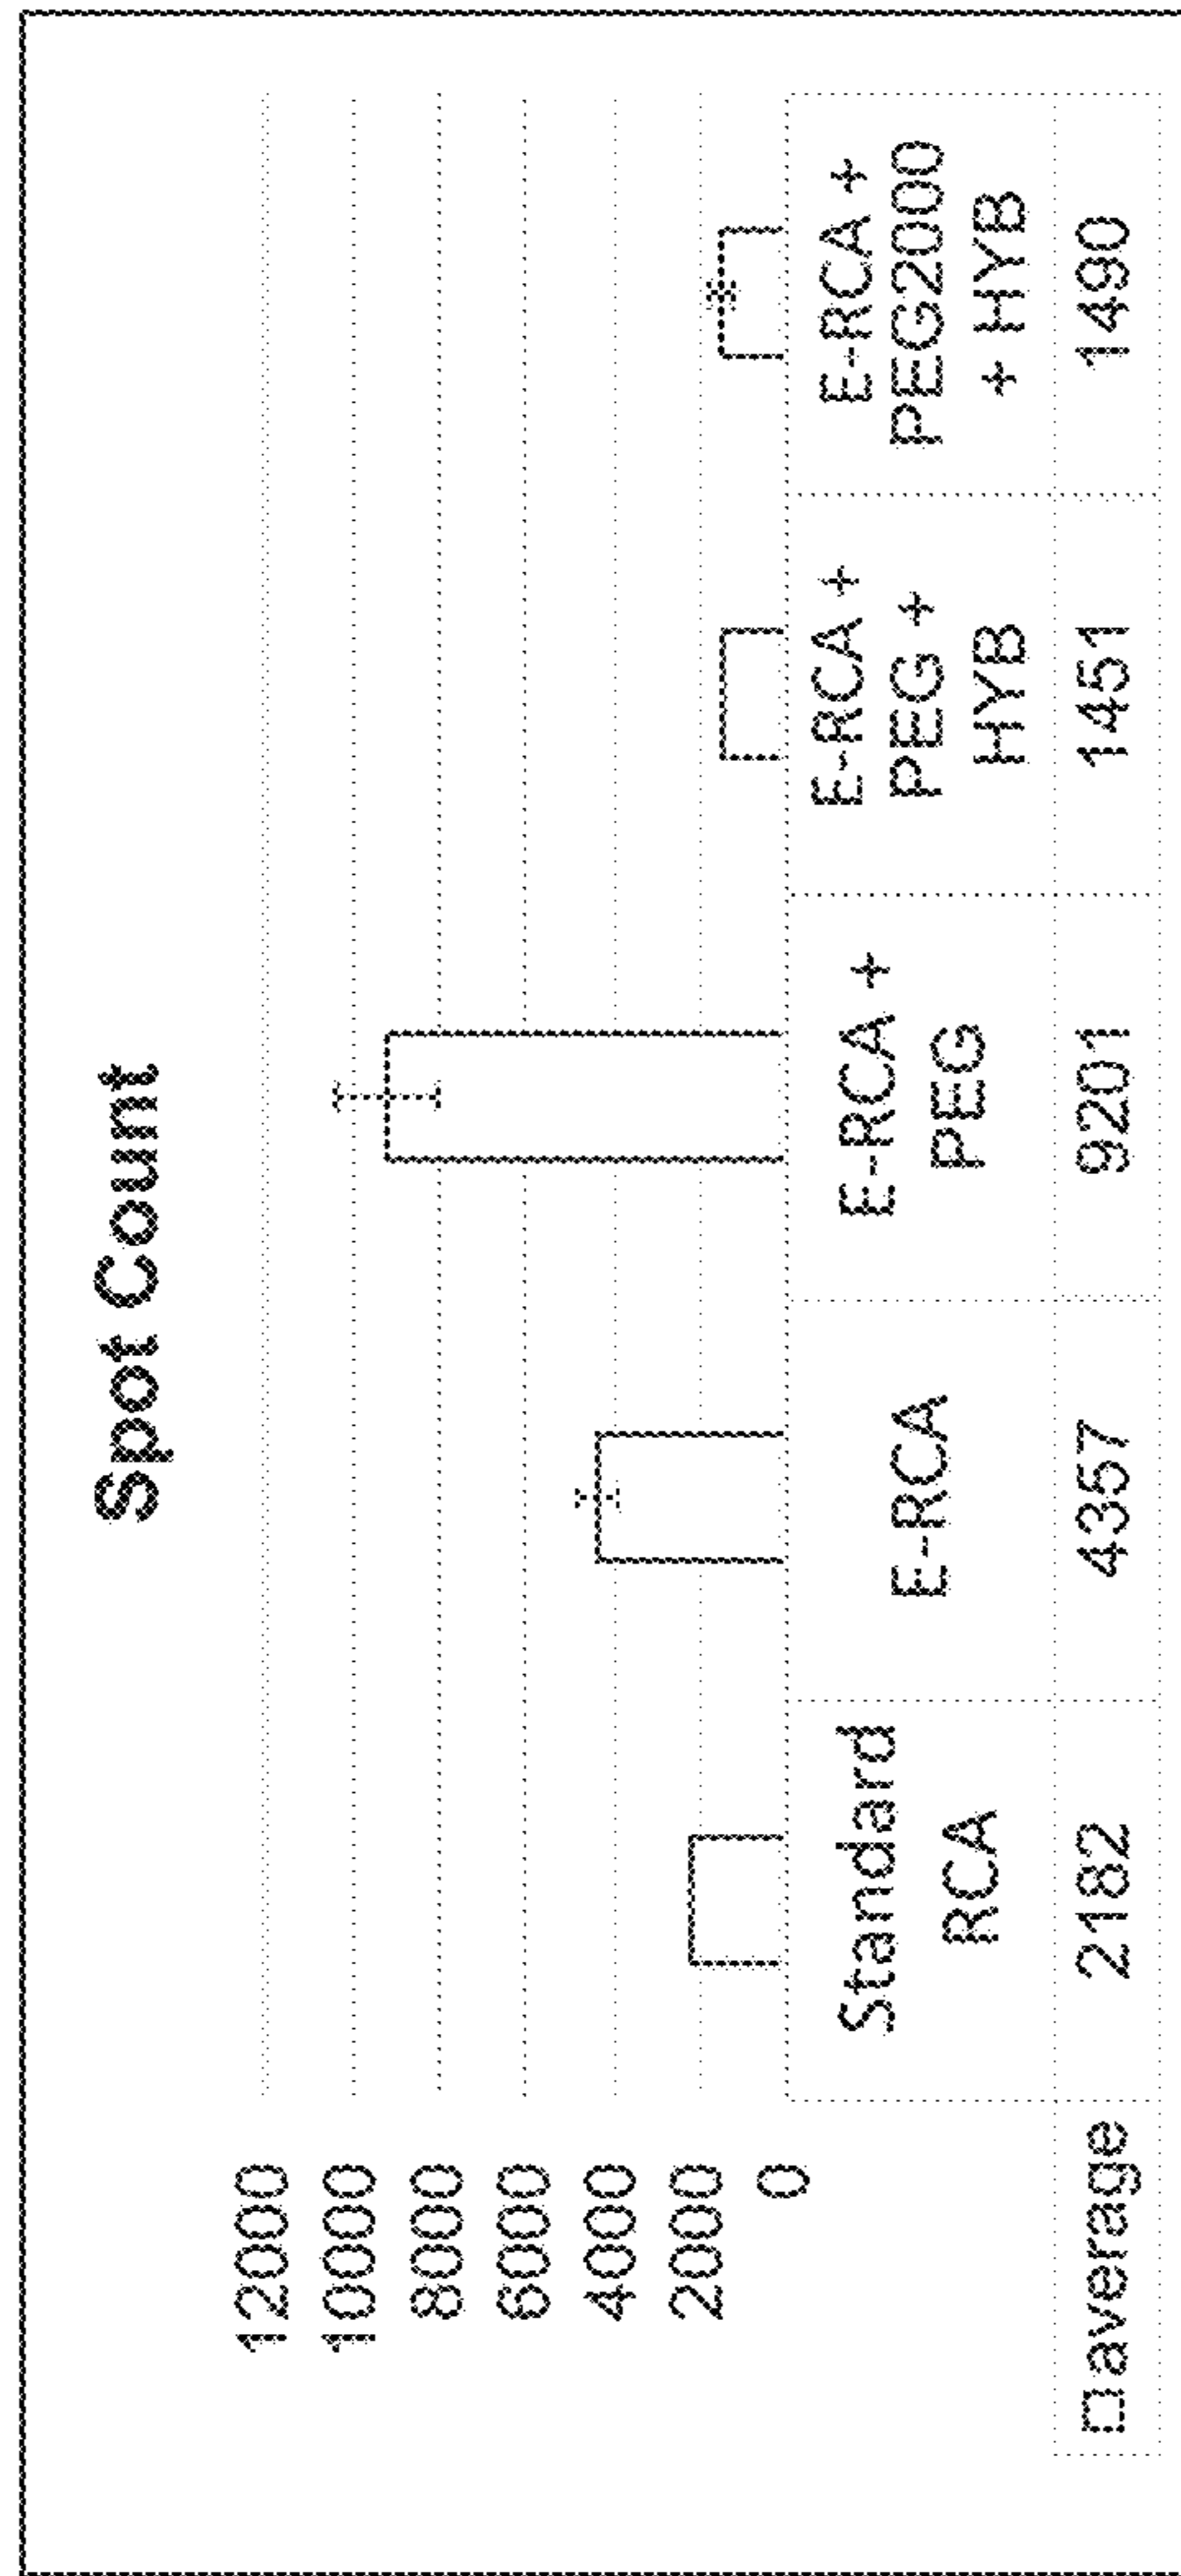 Spot Count
12000
10000
8000
6000
4000
2000
0
Standard
RCA
E-RCA
E-RCA +
PEG
E-RCA +
PEG +
HYB
E-RCA +
PEG2000
+ HYB
average
2182
4357
9201
1451
1490